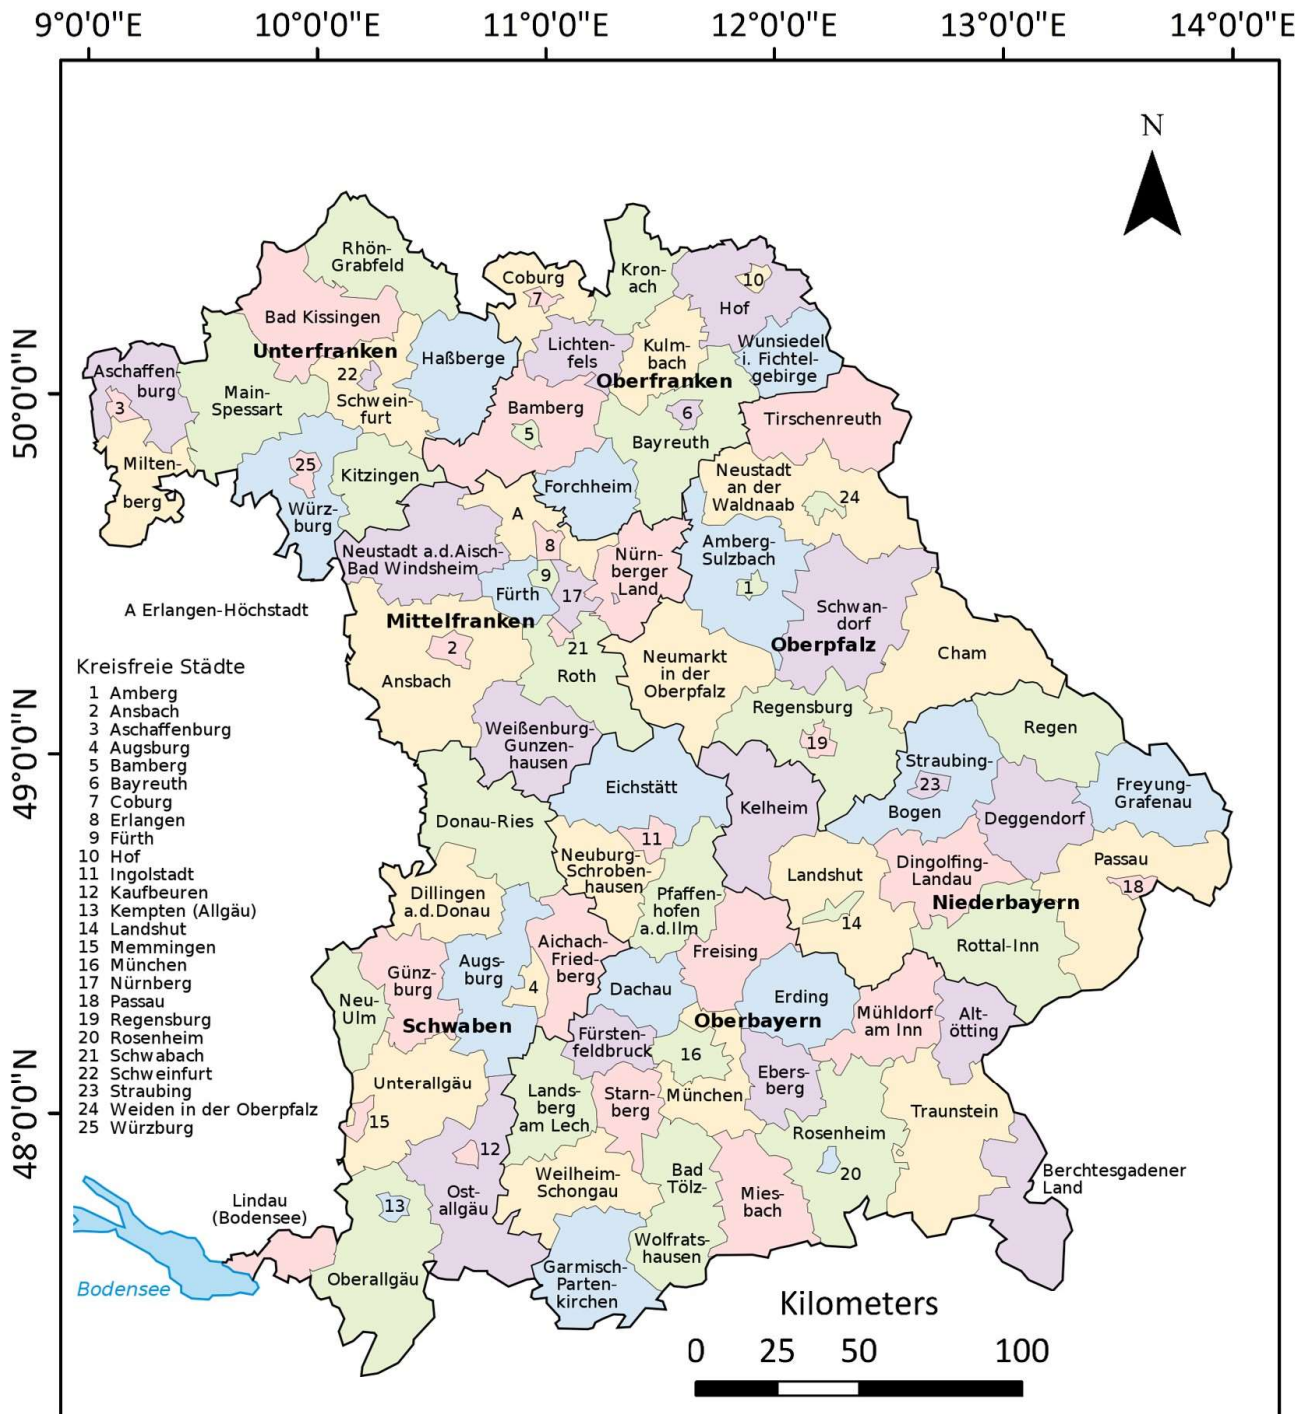 9°0'0"E
10°0'0"E
11°0'0"E
12°0'0"E
13°0'0"E
14°0'0"E
N
50°0'0"N
49°0'0"N
48°0'0"N
Rhön-
Grabfeld
Coburg
7
Kron-
ach
10
Hof
Bad Kissingen
Unterfranken
Haßberge
Lichten-
fels
Kulm-
bach
Oberfranken
Wunsiedel
i. Fichtel-
gebirge
Aschaffen-
burg
3
Main-
Spessart
22
Schwein-
furt
Bamberg
5
6
Bayreuth
Tirschenreuth
Milten-
berg
25
Würz-
burg
Kitzingen
Forchheim
Neustadt
an der
Waldnaab
24
A
8
Neustadt a.d.Aisch-
Bad Windsheim
9
Fürth
17
Nürn-
berger
Land
Amberg-
Sulzbach
1
Schwan-
dorf
Oberpfalz
A Erlangen-Höchstadt
Mittelfranken
2
Ansbach
21
Roth
Neumarkt
in der
Oberpfalz
Cham
Regensburg
19
Weißenburg-
Gunzen-
hausen
Eichstätt
Kelheim
Straubing-
23
Bogen
Regen
Deggendorf
Freyung-
Grafenau
Kreisfreie Städte
1 Amberg
2 Ansbach
3 Aschaffenburg
4 Augsburg
5 Bamberg
6 Bayreuth
7 Coburg
8 Erlangen
9 Fürth
10 Hof
11 Ingolstadt
12 Kaufbeuren
13 Kempten (Allgäu)
14 Landshut
15 Memmingen
16 München
17 Nürnberg
18 Passau
19 Regensburg
20 Rosenheim
21 Schwabach
22 Schweinfurt
23 Straubing
24 Weiden in der Oberpfalz
25 Würzburg
Donau-Ries
Neuburg-
Schroben-
hausen
11
Pfaffen-
hofen
a.d.Ilm
Landshut
14
Dingolfing-
Landau
Niederbayern
Passau
18
Rottal-Inn
Dillingen
a.d.Donau
Aichach-
Fried-
berg
Augs-
burg
4
Günz-
burg
Neu-
Ulm
Schwaben
Freising
Dachau
Erding
Oberbayern
Mühldorf
am Inn
Alt-
ötting
Fürsten-
feldbruck
16
München
Ebers-
berg
Unterallgäu
15
Lands-
berg
am Lech
Starn-
berg
Traunstein
Rosenheim
20
Berchtesgadener
Land
12
Ost-
allgäu
Weilheim-
Schongau
Bad
Tölz-
Wolfrats-
hausen
Mies-
bach
13
Oberallgäu
Lindau
(Bodensee)
Bodensee
Garmisch-
Parten-
kirchen
Kilometers
0 25 50 100